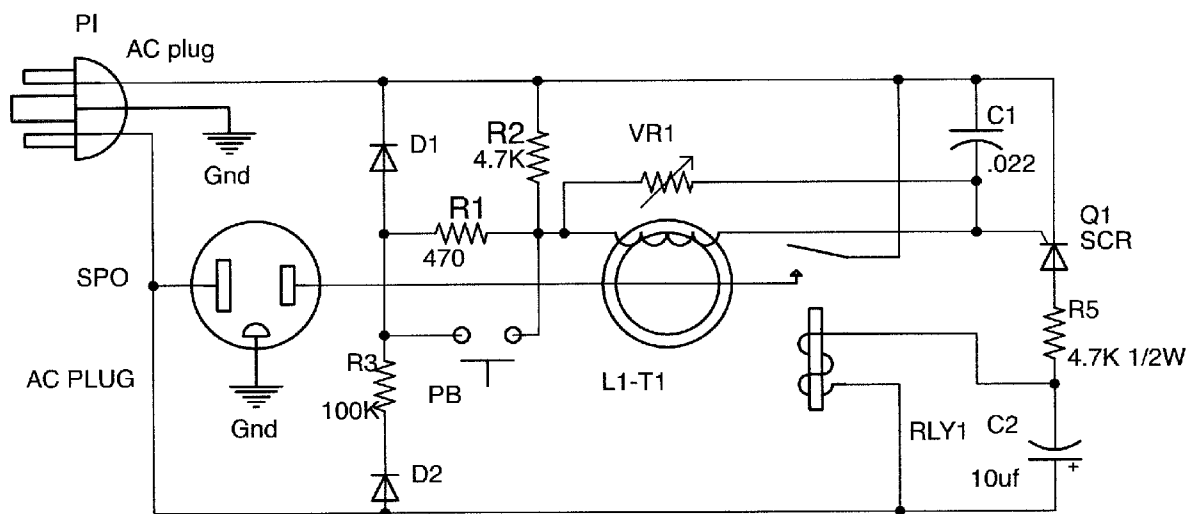 PI
AC plug
Gnd
D1
R2
4.7K
VR1
C1
.022
R1
470
Q1
SCR
SPO
R3
100K
PB
L1-T1
R5
4.7K 1/2W
AC PLUG
Gnd
D2
RLY1
C2
10uf
+